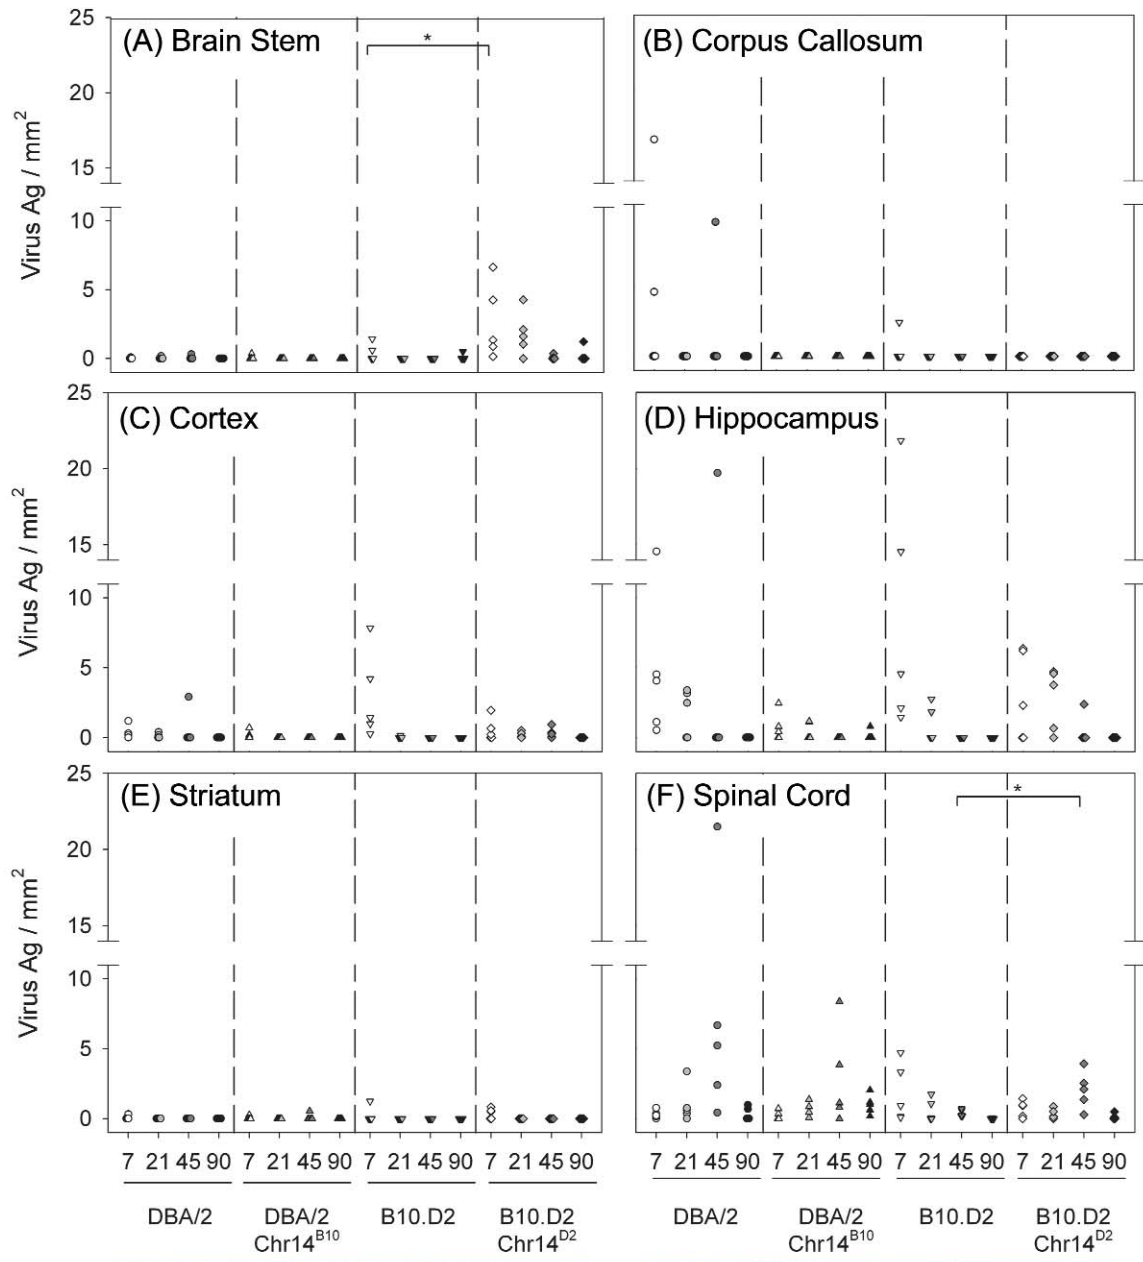 (A) Brain Stem
*
(B) Corpus Callosum
25
20
15
10
5
0
Virus Ag / mm²
(C) Cortex
(D) Hippocampus
25
20
15
10
5
0
Virus Ag / mm²
(E) Striatum
(F) Spinal Cord
*
25
20
15
10
5
0
Virus Ag / mm²
7 21 45 90 7 21 45 90 7 21 45 90 7 21 45 90
7 21 45 90 7 21 45 90 7 21 45 90 7 21 45 90
DBA/2
DBA/2
Chr14ᴮ¹⁰
B10.D2
B10.D2
Chr14ᴰ²
DBA/2
DBA/2
Chr14ᴮ¹⁰
B10.D2
B10.D2
Chr14ᴰ²